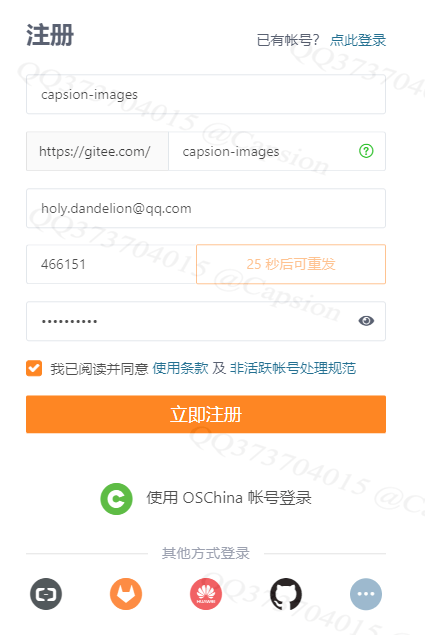 注册
已有帐号? 点此登录
capsion-images
https://gitee.com/ capsion-images
holy.dandelion@qq.com
466151 25 秒后可重发
我已阅读并同意 使用条款 及 非活跃帐号处理规范
立即注册
使用 OSChina 帐号登录
其他方式登录
HUAWEI
QQ373704015 @Capsion
QQ373704015 @Capsion
QQ373704015 @Capsion